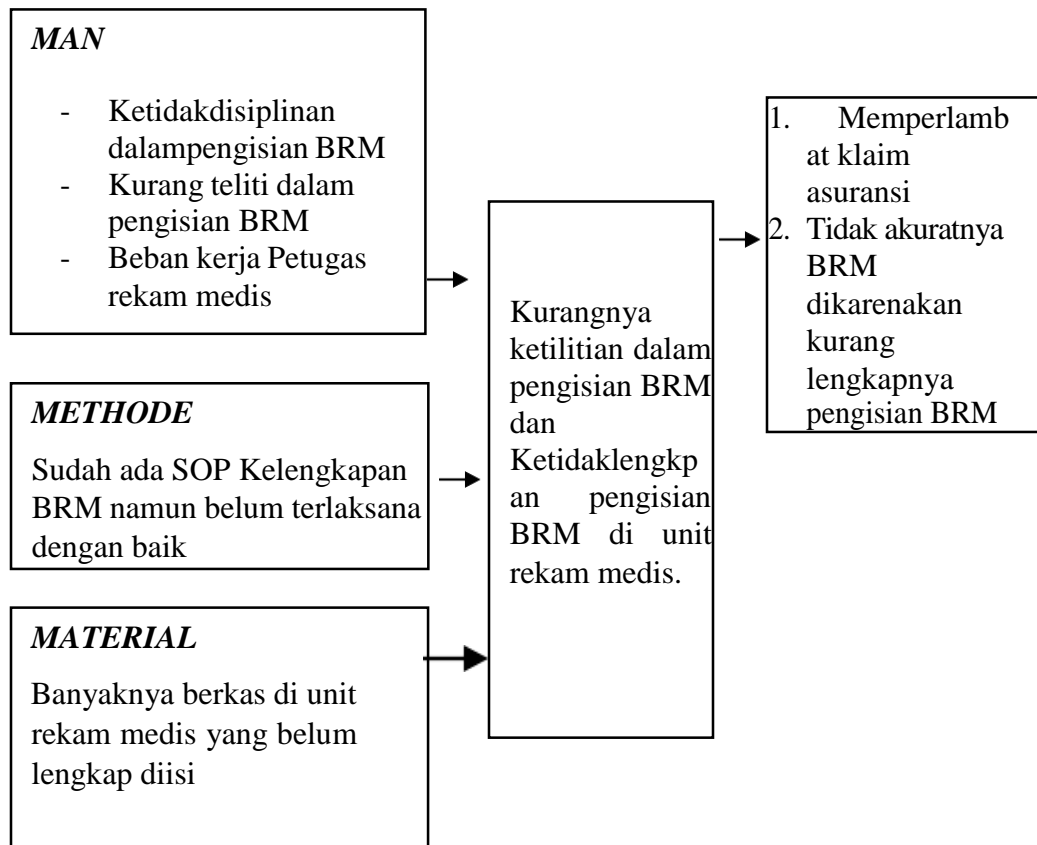 MAN
- Ketidakdisiplinan
dalampengisian BRM
- Kurang teliti dalam
pengisian BRM
- Beban kerja Petugas
rekam medis
METHODE
Sudah ada SOP Kelengkapan
BRM namun belum terlaksana
dengan baik
MATERIAL
Banyaknya berkas di unit
rekam medis yang belum
lengkap diisi
Kurangnya
ketilitian dalam
pengisian BRM
dan
Ketidaklengkp
an pengisian
BRM di unit
rekam medis.
1. Memperlamb
at klaim
asuransi
2. Tidak akuratnya
BRM
dikarenakan
kurang
lengkapnya
pengisian BRM